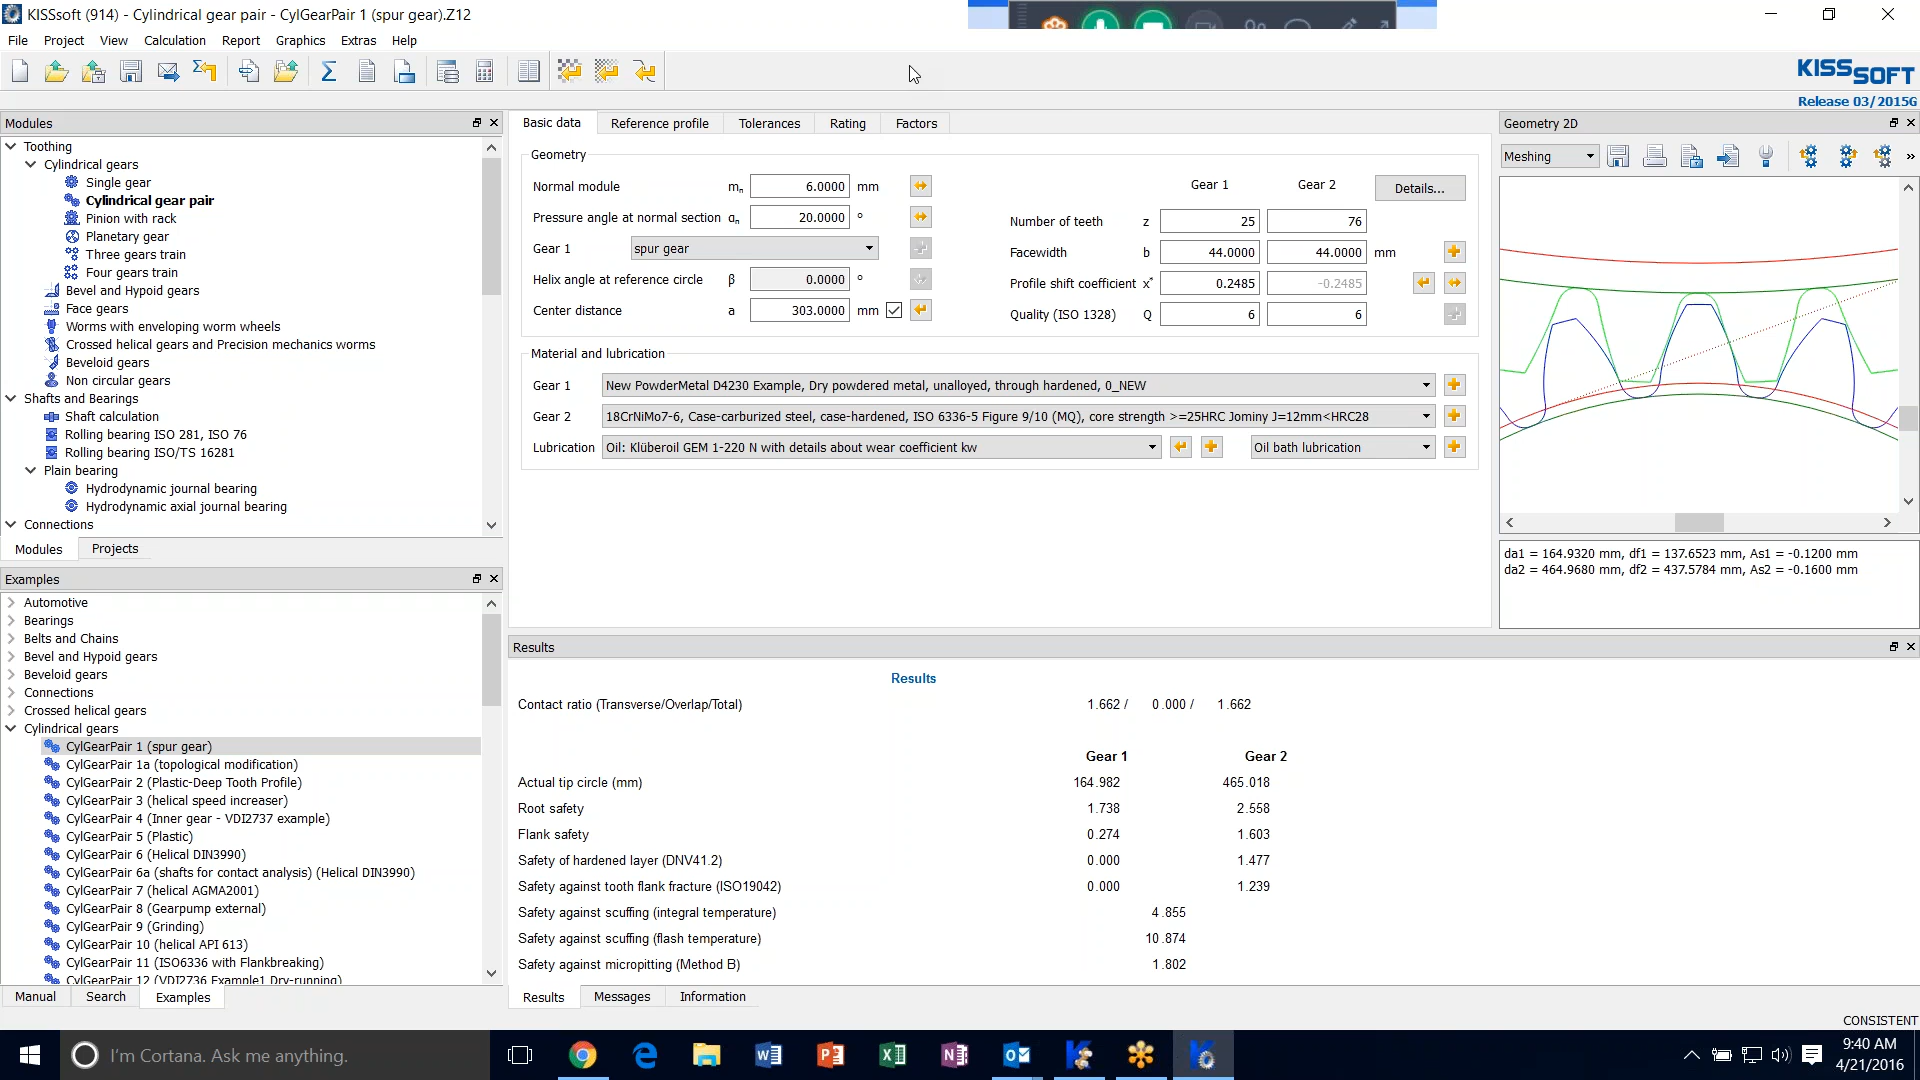 KISSsoft (914) - Cylindrical gear pair - CylGearPair 1 (spur gear).Z12
File Project View Calculation Report Graphics Extras Help
KISSSOFT
Release 03/2015G
Modules
Toothing
Cylindrical gears
Single gear
Cylindrical gear pair
Pinion with rack
Planetary gear
Three gears train
Four gears train
Bevel and Hypoid gears
Face gears
Worms with enveloping worm wheels
Crossed helical gears and Precision mechanics worms
Beveloid gears
Non circular gears
Shafts and Bearings
Shaft calculation
Rolling bearing ISO 281, ISO 76
Rolling bearing ISO/TS 16281
Plain bearing
Hydrodynamic journal bearing
Hydrodynamic axial journal bearing
Connections
Modules Projects
Examples
Automotive
Bearings
Belts and Chains
Bevel and Hypoid gears
Beveloid gears
Connections
Crossed helical gears
Cylindrical gears
CylGearPair 1 (spur gear)
CylGearPair 1a (topological modification)
CylGearPair 2 (Plastic-Deep Tooth Profile)
CylGearPair 3 (helical speed increaser)
CylGearPair 4 (Inner gear - VDI2737 example)
CylGearPair 5 (Plastic)
CylGearPair 6 (Helical DIN3990)
CylGearPair 6a (shafts for contact analysis) (Helical DIN3990)
CylGearPair 7 (helical AGMA2001)
CylGearPair 8 (Gearpump external)
CylGearPair 9 (Grinding)
CylGearPair 10 (helical API 613)
CylGearPair 11 (ISO6336 with Flankbreaking)
CylGearPair 12 (VDI2736 Example1 Dry-running)
Manual Search Examples
Basic data Reference profile Tolerances Rating Factors
Geometry
Normal module mn 6.0000 mm
Pressure angle at normal section αn 20.0000 °
Gear 1 spur gear
Helix angle at reference circle β 0.0000 °
Center distance a 303.0000 mm
Gear 1 Gear 2 Details...
Number of teeth z 25 76
Facewidth b 44.0000 44.0000 mm
Profile shift coefficient x* 0.2485 -0.2485
Quality (ISO 1328) Q 6 6
Material and lubrication
Gear 1 New PowderMetal D4230 Example, Dry powdered metal, unalloyed, through hardened, 0_NEW
Gear 2 18CrNiMo7-6, Case-carburized steel, case-hardened, ISO 6336-5 Figure 9/10 (MQ), core strength >=25HRC Jominy J=12mm<HRC28
Lubrication Oil: Klüberoil GEM 1-220 N with details about wear coefficient kw Oil bath lubrication
Geometry 2D
Meshing »
da1 = 164.9320 mm, df1 = 137.6523 mm, As1 = -0.1200 mm
da2 = 464.9680 mm, df2 = 437.5784 mm, As2 = -0.1600 mm
Results
Results
Contact ratio (Transverse/Overlap/Total) 1.662 / 0.000 / 1.662
Gear 1 Gear 2
Actual tip circle (mm) 164.982 465.018
Root safety 1.738 2.558
Flank safety 0.274 1.603
Safety of hardened layer (DNV41.2) 0.000 1.477
Safety against tooth flank fracture (ISO19042) 0.000 1.239
Safety against scuffing (integral temperature) 4.855
Safety against scuffing (flash temperature) 10.874
Safety against micropitting (Method B) 1.802
Results Messages Information
CONSISTENT
I'm Cortana. Ask me anything.
9:40 AM
4/21/2016